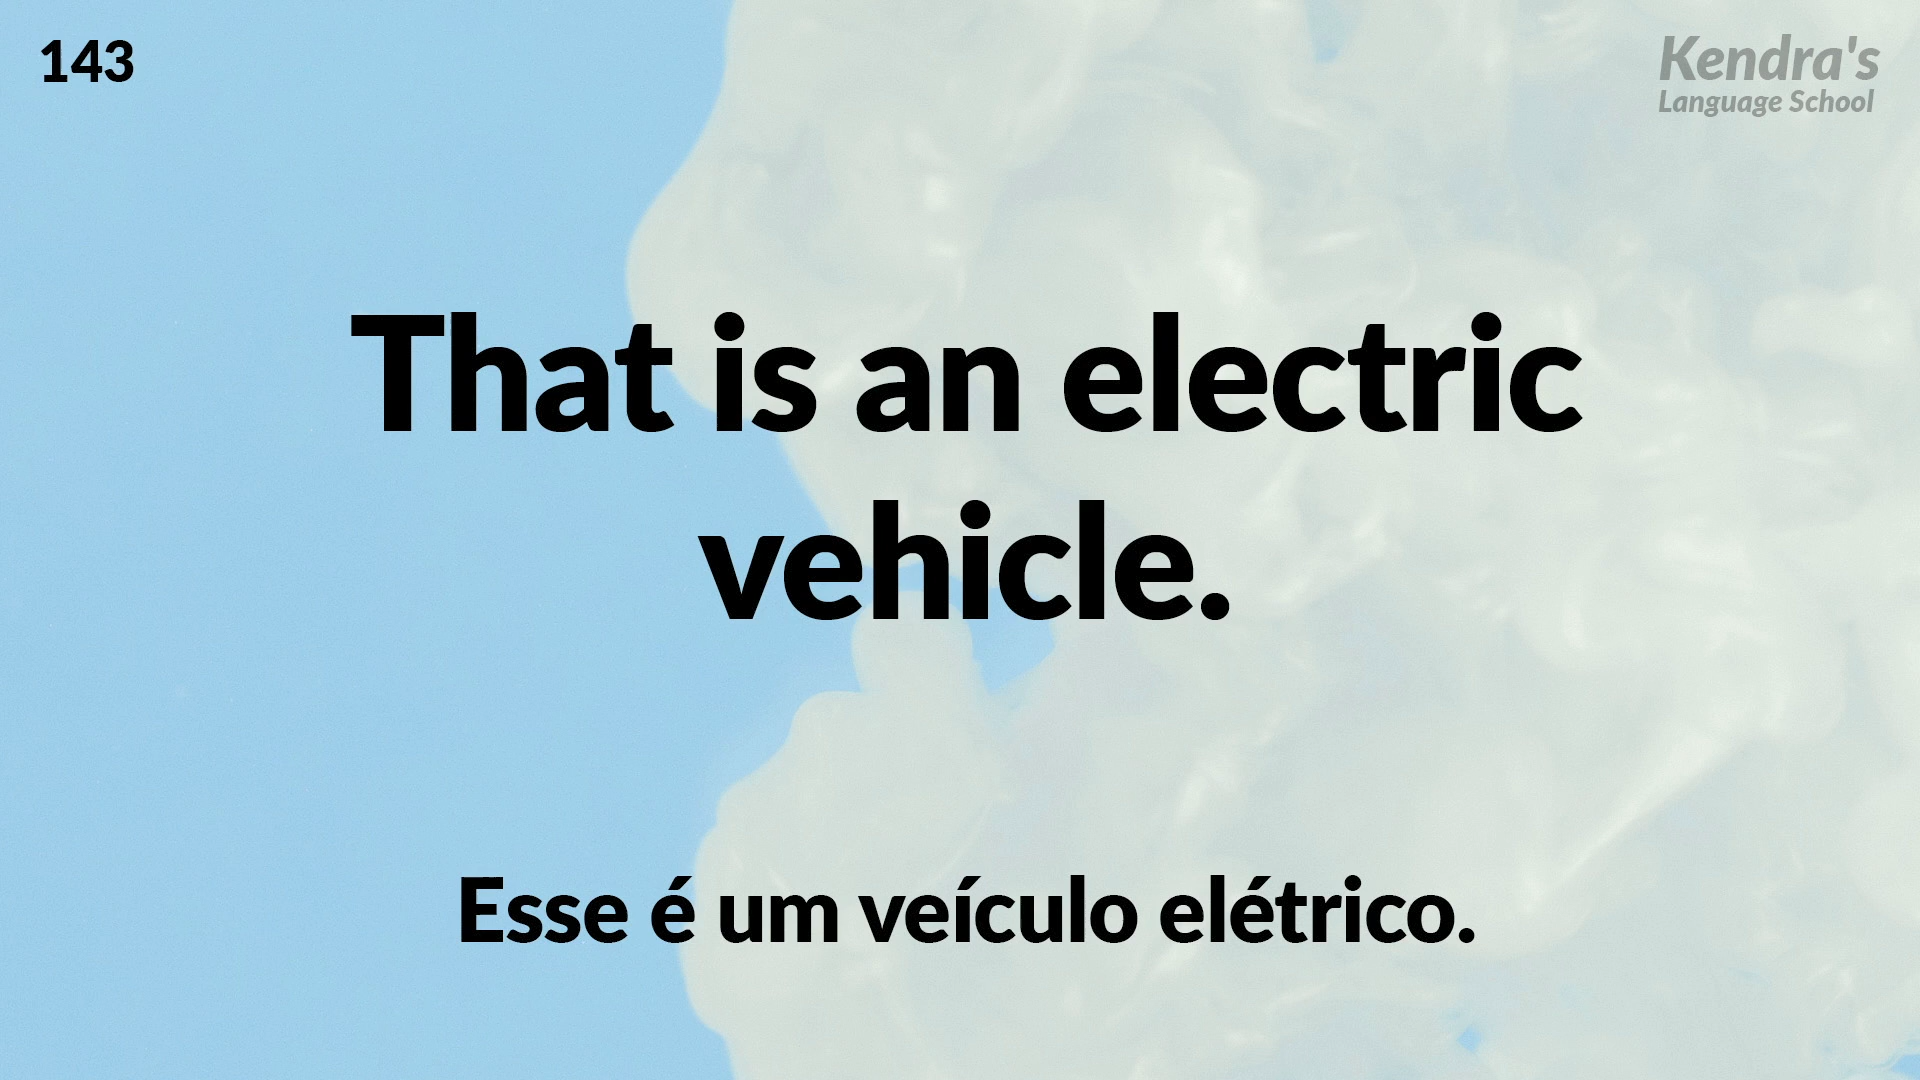 143
Kendra's
Language School
That is an electric
vehicle.
Esse é um veículo elétrico.